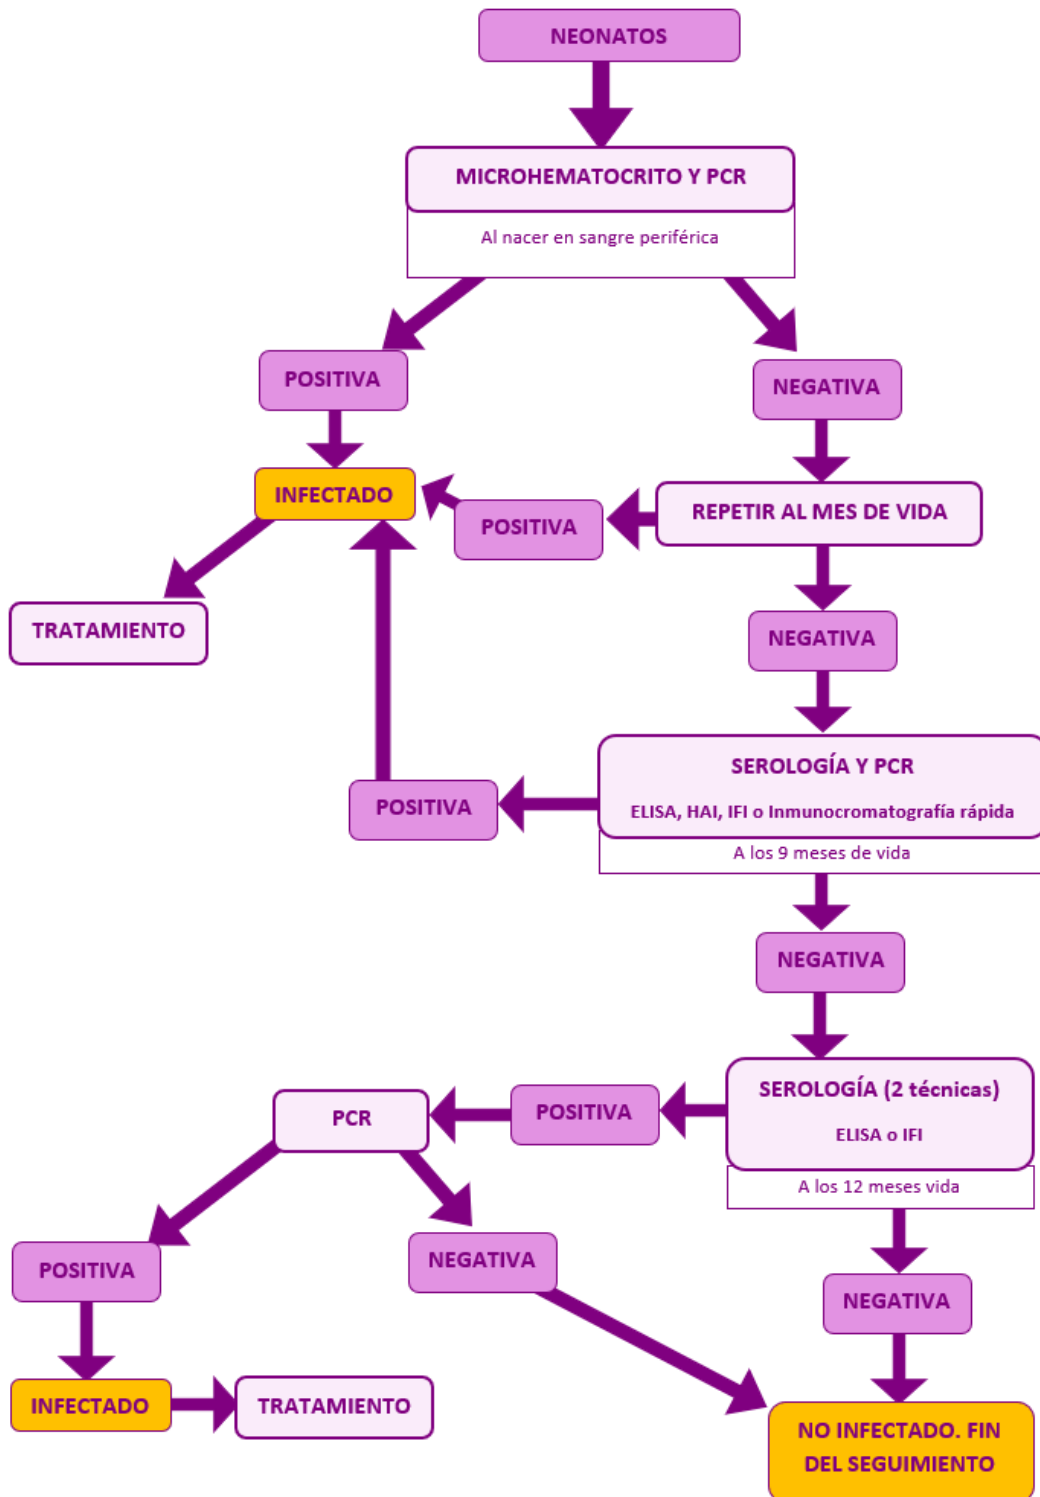 NEONATOS
MICROHEMATOCRITO Y PCR
Al nacer en sangre periférica
POSITIVA
NEGATIVA
INFECTADO
REPETIR AL MES DE VIDA
POSITIVA
TRATAMIENTO
NEGATIVA
SEROLOGÍA Y PCR
ELISA, HAI, IFI o Inmunocromatografía rápida
A los 9 meses de vida
POSITIVA
NEGATIVA
SEROLOGÍA (2 técnicas)
ELISA o IFI
A los 12 meses vida
POSITIVA
PCR
POSITIVA
NEGATIVA
NEGATIVA
INFECTADO
TRATAMIENTO
NO INFECTADO. FIN
DEL SEGUIMIENTO